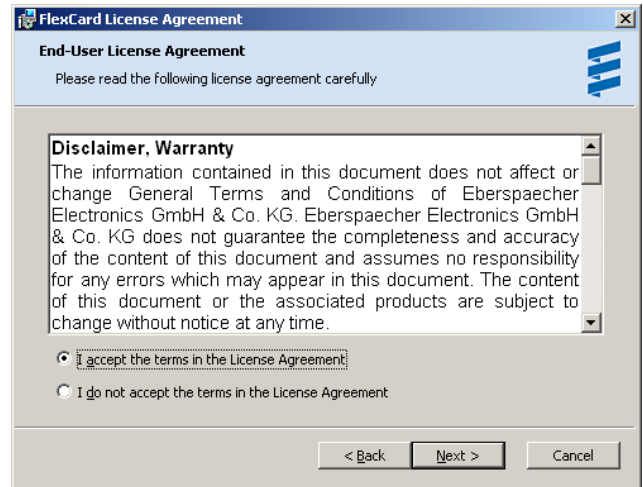 FlexCard License Agreement
End-User License Agreement
Please read the following license agreement carefully
Disclaimer, Warranty
The information contained in this document does not affect or
change General Terms and Conditions of Eberspaecher
Electronics GmbH & Co. KG. Eberspaecher Electronics GmbH
& Co. KG does not guarantee the completeness and accuracy
of the content of this document and assumes no responsibility
for any errors which may appear in this document. The content
of this document or the associated products are subject to
change without notice at any time.
I accept the terms in the License Agreement
I do not accept the terms in the License Agreement
< Back Next > Cancel